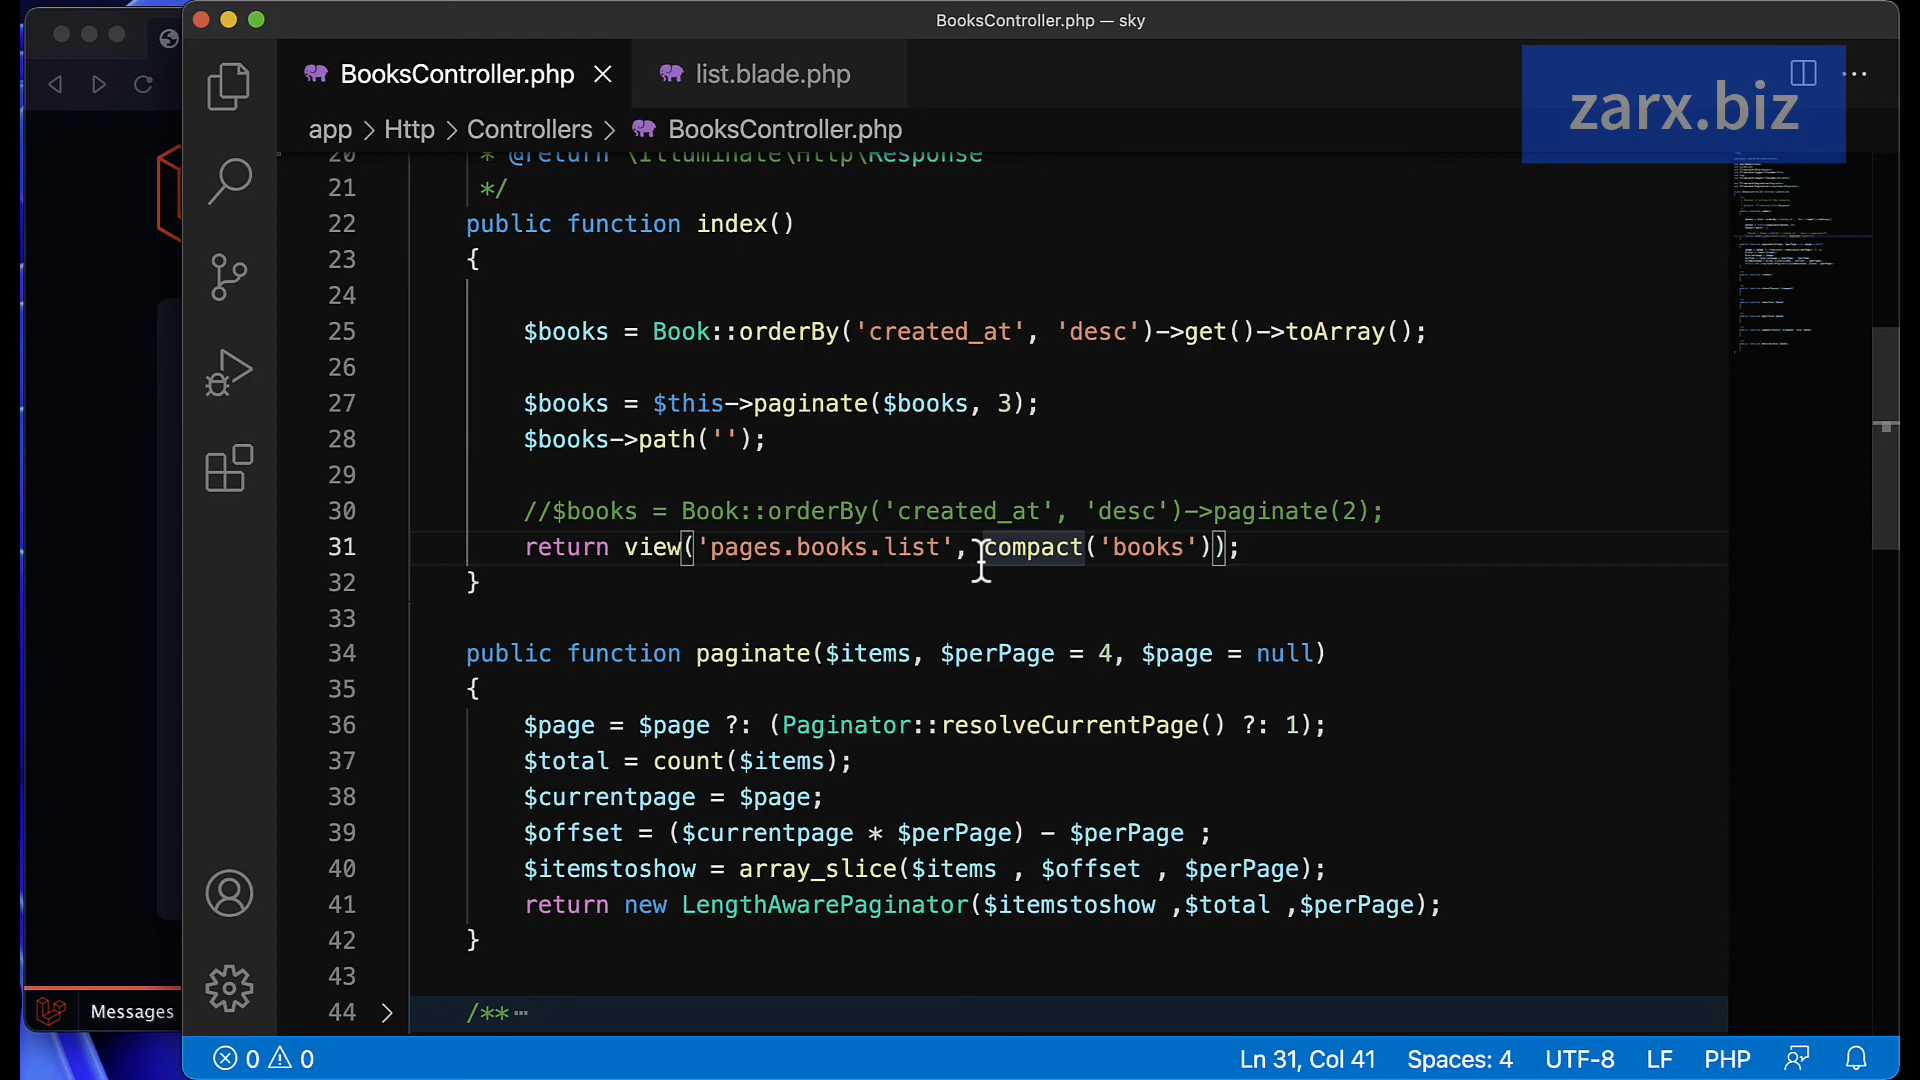 BooksController.php — sky
BooksController.php
list.blade.php
zarx.biz
app > Http > Controllers > BooksController.php
20 * @return \Illuminate\Http\Response
21 */
22 public function index()
23 {
24
25 $books = Book::orderBy('created_at', 'desc')->get()->toArray();
26
27 $books = $this->paginate($books, 3);
28 $books->path('');
29
30 //$books = Book::orderBy('created_at', 'desc')->paginate(2);
31 return view('pages.books.list', compact('books'));
32 }
33
34 public function paginate($items, $perPage = 4, $page = null)
35 {
36 $page = $page ?: (Paginator::resolveCurrentPage() ?: 1);
37 $total = count($items);
38 $currentpage = $page;
39 $offset = ($currentpage * $perPage) - $perPage ;
40 $itemstoshow = array_slice($items , $offset , $perPage);
41 return new LengthAwarePaginator($itemstoshow ,$total ,$perPage);
42 }
43
44 /** ⋯
Messages
0 0
Ln 31, Col 41
Spaces: 4
UTF-8
LF
PHP